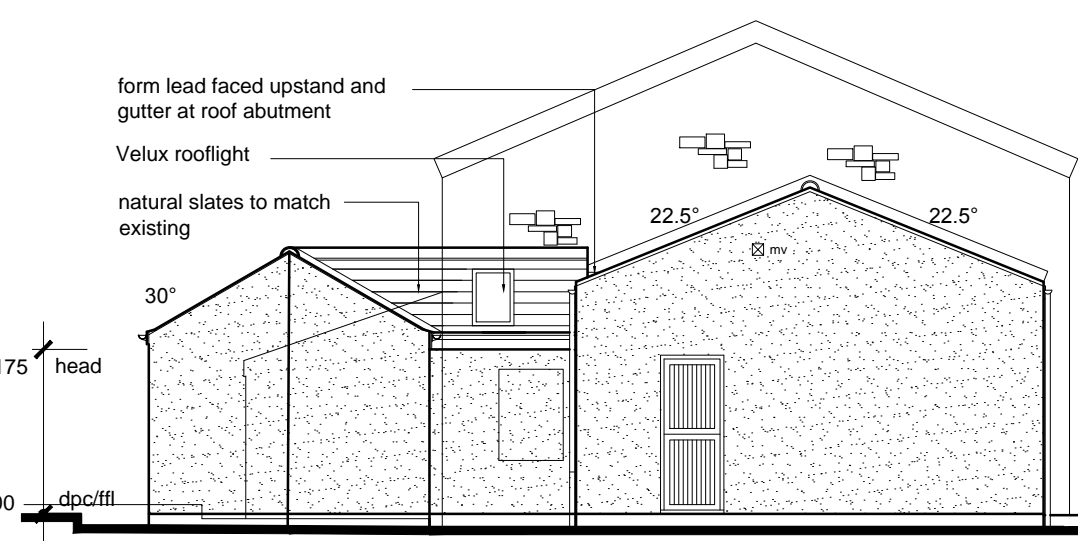 form lead faced upstand and
gutter at roof abutment
Velux rooflight
natural slates to match
existing
22.5°
22.5°
mv
30°
175
head
00
dpc/ffl